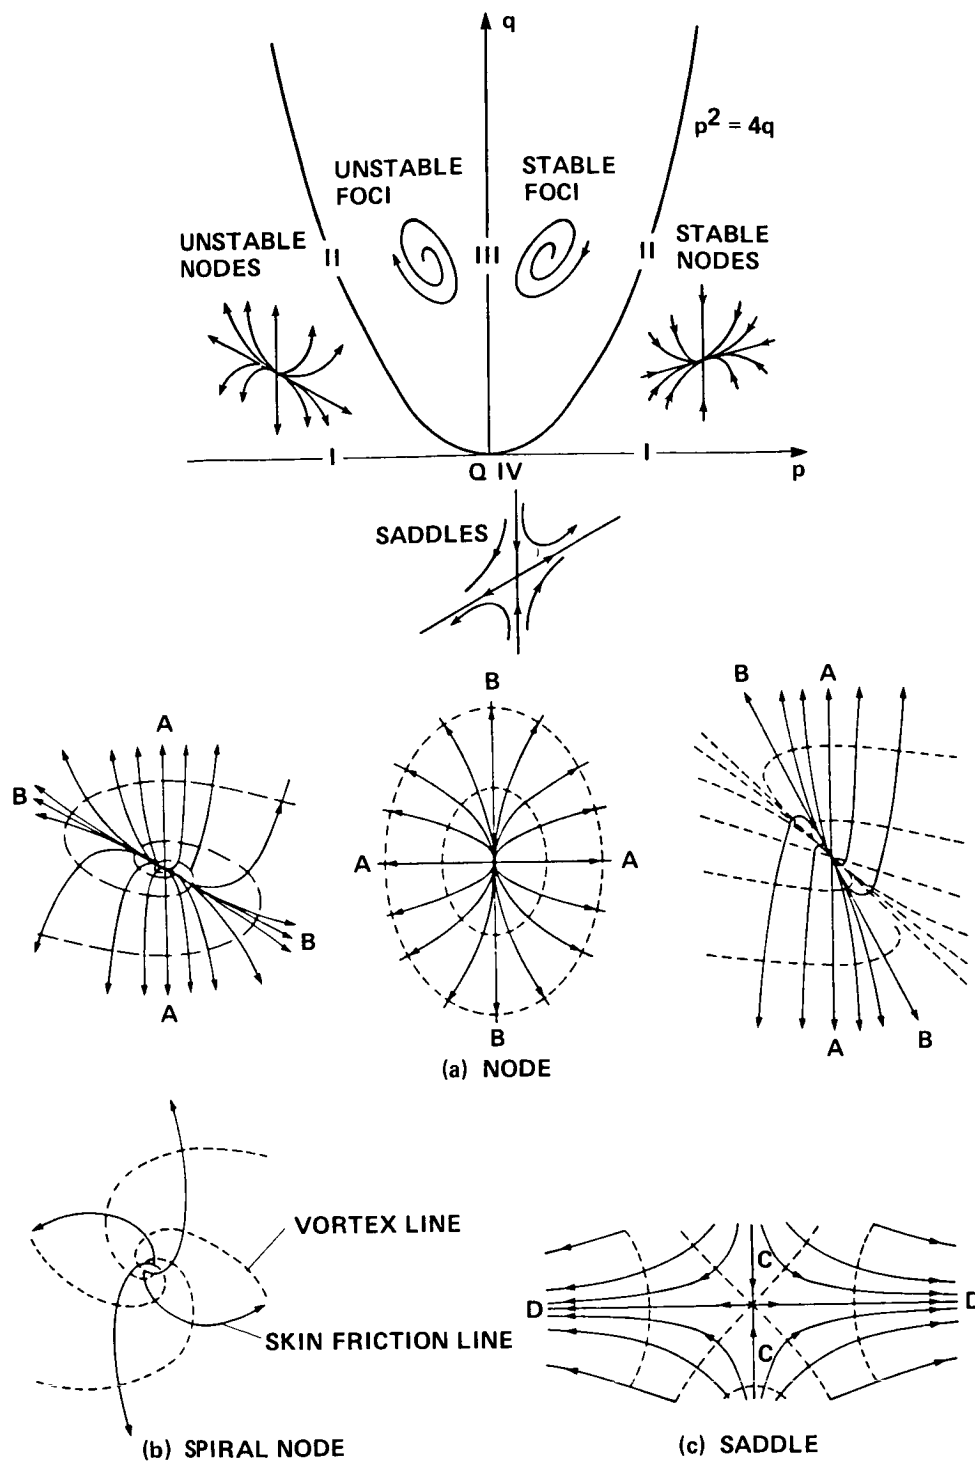 q
p² = 4q
UNSTABLE
FOCI
STABLE
FOCI
UNSTABLE
NODES
II
III
II
STABLE
NODES
I
I
Q IV
p
SADDLES
A
B
B
A
B
A
A
B
B
A
A
B
(a) NODE
VORTEX LINE
SKIN FRICTION LINE
(b) SPIRAL NODE
C
D
D
C
(c) SADDLE